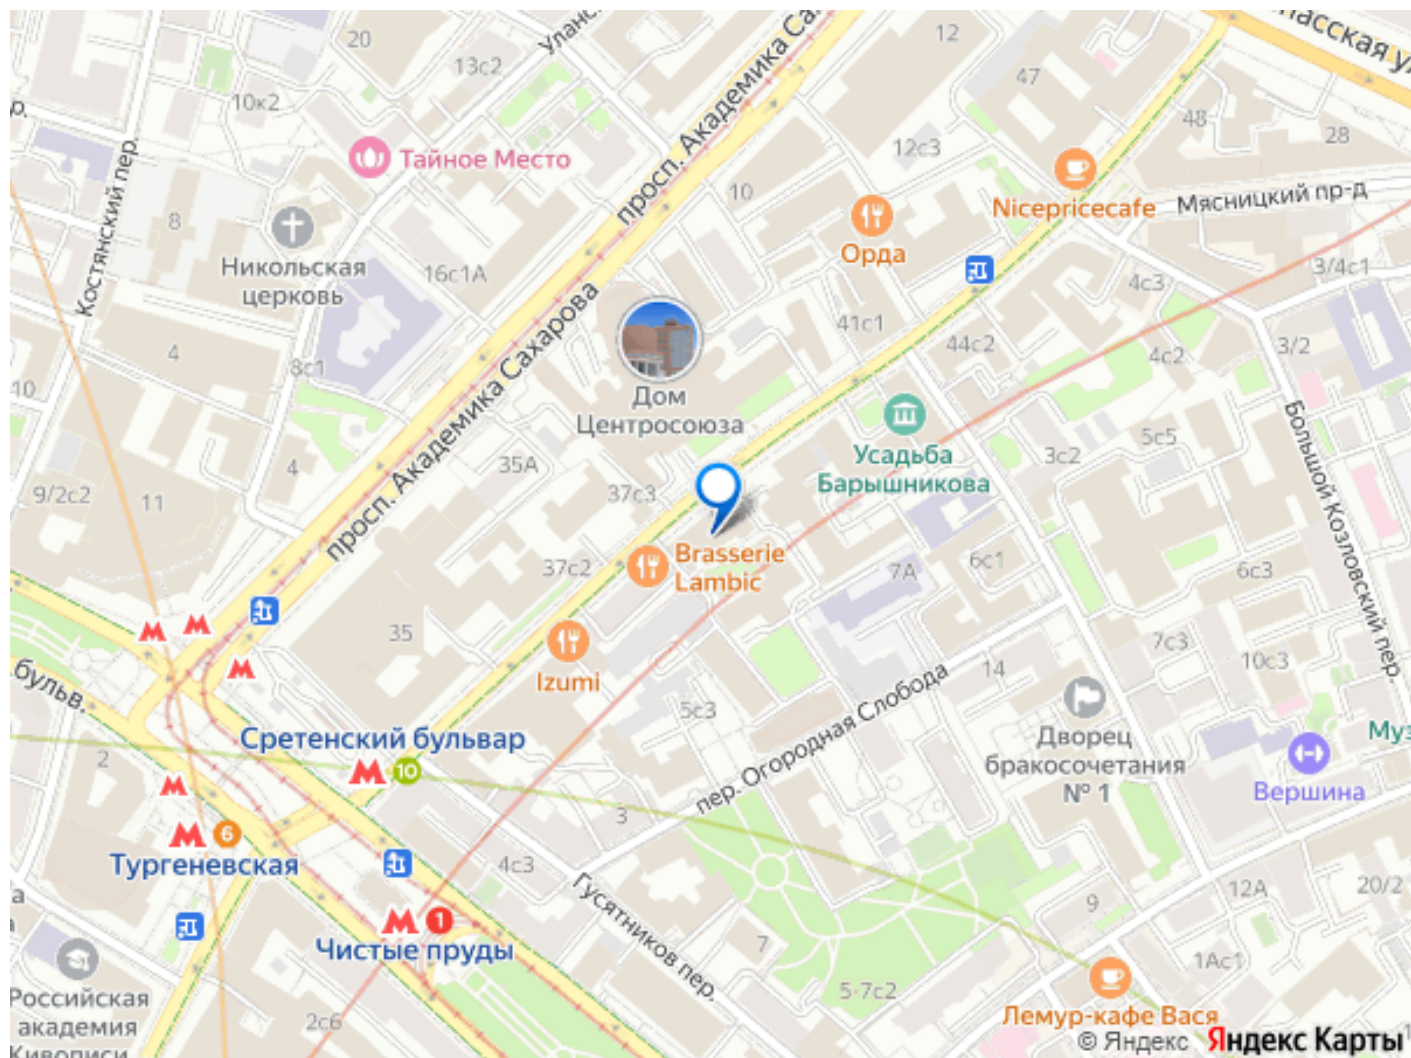 20
Уланс
13с2
10к2
р.
Костянский пер.
Тайное Место
8
Никольская
церковь
16с1А
4
8с1
10
4
9/2с2
11
просп. Академика Са
просп. Академика Сахарова
12
47
пасская у
48
28
12с3
10
Nicepricecafe
Мясницкий пр-д
Орда
3/4с1
4с3
41с1
44с2
4с2
3/2
Дом
Центросоюза
Усадьба
Барышникова
35А
37с3
5с5
3с2
Большой Козловский пер.
Brasserie
Lambic
37с2
7А
6с1
6с3
35
Izumi
7с3
14
10с3
бульв.
5с3
пер. Огородная Слобода
Сретенский бульвар
10
2
Дворец
бракосочетания
№ 1
Муз
Вершина
3
6
Тургеневская
4с3
12А
20/2
9
Гусятников пер.
1
Чистые пруды
а
7
1Ас1
5-7с2
Российская
академия
Живописи
2с6
Лемур-кафе Вася
© Яндекс Яндекс Карты